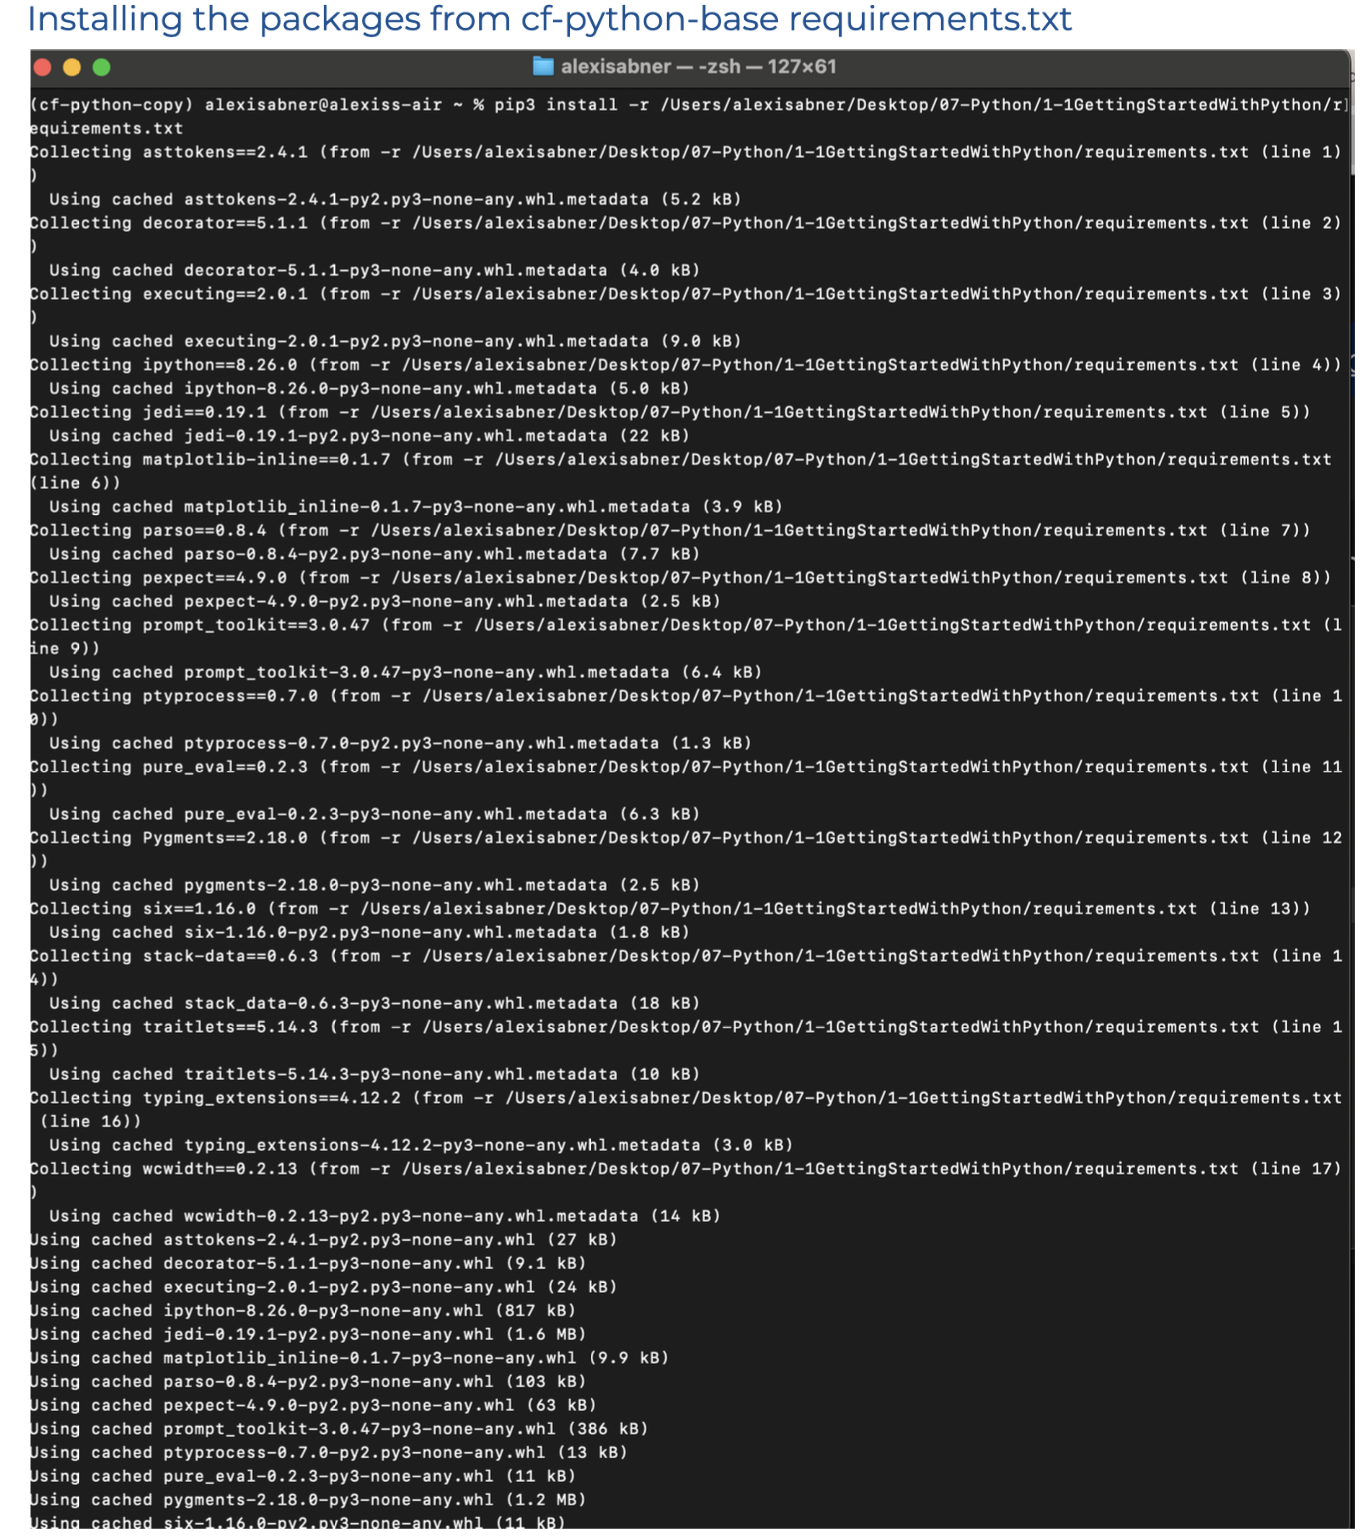 Installing the packages from cf-python-base requirements.txt
alexisabner — -zsh — 127×61
(cf-python-copy) alexisabner@alexiss-air ~ % pip3 install -r /Users/alexisabner/Desktop/07-Python/1-1GettingStartedWithPython/r]
equirements.txt
Collecting asttokens==2.4.1 (from -r /Users/alexisabner/Desktop/07-Python/1-1GettingStartedWithPython/requirements.txt (line 1)
)
Using cached asttokens-2.4.1-py2.py3-none-any.whl.metadata (5.2 kB)
Collecting decorator==5.1.1 (from -r /Users/alexisabner/Desktop/07-Python/1-1GettingStartedWithPython/requirements.txt (line 2)
)
Using cached decorator-5.1.1-py3-none-any.whl.metadata (4.0 kB)
Collecting executing==2.0.1 (from -r /Users/alexisabner/Desktop/07-Python/1-1GettingStartedWithPython/requirements.txt (line 3)
)
Using cached executing-2.0.1-py2.py3-none-any.whl.metadata (9.0 kB)
Collecting ipython==8.26.0 (from -r /Users/alexisabner/Desktop/07-Python/1-1GettingStartedWithPython/requirements.txt (line 4))
Using cached ipython-8.26.0-py3-none-any.whl.metadata (5.0 kB)
Collecting jedi==0.19.1 (from -r /Users/alexisabner/Desktop/07-Python/1-1GettingStartedWithPython/requirements.txt (line 5))
Using cached jedi-0.19.1-py2.py3-none-any.whl.metadata (22 kB)
Collecting matplotlib-inline==0.1.7 (from -r /Users/alexisabner/Desktop/07-Python/1-1GettingStartedWithPython/requirements.txt
(line 6))
Using cached matplotlib_inline-0.1.7-py3-none-any.whl.metadata (3.9 kB)
Collecting parso==0.8.4 (from -r /Users/alexisabner/Desktop/07-Python/1-1GettingStartedWithPython/requirements.txt (line 7))
Using cached parso-0.8.4-py2.py3-none-any.whl.metadata (7.7 kB)
Collecting pexpect==4.9.0 (from -r /Users/alexisabner/Desktop/07-Python/1-1GettingStartedWithPython/requirements.txt (line 8))
Using cached pexpect-4.9.0-py2.py3-none-any.whl.metadata (2.5 kB)
Collecting prompt_toolkit==3.0.47 (from -r /Users/alexisabner/Desktop/07-Python/1-1GettingStartedWithPython/requirements.txt (l
ine 9))
Using cached prompt_toolkit-3.0.47-py3-none-any.whl.metadata (6.4 kB)
Collecting ptyprocess==0.7.0 (from -r /Users/alexisabner/Desktop/07-Python/1-1GettingStartedWithPython/requirements.txt (line 1
0))
Using cached ptyprocess-0.7.0-py2.py3-none-any.whl.metadata (1.3 kB)
Collecting pure_eval==0.2.3 (from -r /Users/alexisabner/Desktop/07-Python/1-1GettingStartedWithPython/requirements.txt (line 11
))
Using cached pure_eval-0.2.3-py3-none-any.whl.metadata (6.3 kB)
Collecting Pygments==2.18.0 (from -r /Users/alexisabner/Desktop/07-Python/1-1GettingStartedWithPython/requirements.txt (line 12
))
Using cached pygments-2.18.0-py3-none-any.whl.metadata (2.5 kB)
Collecting six==1.16.0 (from -r /Users/alexisabner/Desktop/07-Python/1-1GettingStartedWithPython/requirements.txt (line 13))
Using cached six-1.16.0-py2.py3-none-any.whl.metadata (1.8 kB)
Collecting stack-data==0.6.3 (from -r /Users/alexisabner/Desktop/07-Python/1-1GettingStartedWithPython/requirements.txt (line 1
4))
Using cached stack_data-0.6.3-py3-none-any.whl.metadata (18 kB)
Collecting traitlets==5.14.3 (from -r /Users/alexisabner/Desktop/07-Python/1-1GettingStartedWithPython/requirements.txt (line 1
5))
Using cached traitlets-5.14.3-py3-none-any.whl.metadata (10 kB)
Collecting typing_extensions==4.12.2 (from -r /Users/alexisabner/Desktop/07-Python/1-1GettingStartedWithPython/requirements.txt
(line 16))
Using cached typing_extensions-4.12.2-py3-none-any.whl.metadata (3.0 kB)
Collecting wcwidth==0.2.13 (from -r /Users/alexisabner/Desktop/07-Python/1-1GettingStartedWithPython/requirements.txt (line 17)
)
Using cached wcwidth-0.2.13-py2.py3-none-any.whl.metadata (14 kB)
Using cached asttokens-2.4.1-py2.py3-none-any.whl (27 kB)
Using cached decorator-5.1.1-py3-none-any.whl (9.1 kB)
Using cached executing-2.0.1-py2.py3-none-any.whl (24 kB)
Using cached ipython-8.26.0-py3-none-any.whl (817 kB)
Using cached jedi-0.19.1-py2.py3-none-any.whl (1.6 MB)
Using cached matplotlib_inline-0.1.7-py3-none-any.whl (9.9 kB)
Using cached parso-0.8.4-py2.py3-none-any.whl (103 kB)
Using cached pexpect-4.9.0-py2.py3-none-any.whl (63 kB)
Using cached prompt_toolkit-3.0.47-py3-none-any.whl (386 kB)
Using cached ptyprocess-0.7.0-py2.py3-none-any.whl (13 kB)
Using cached pure_eval-0.2.3-py3-none-any.whl (11 kB)
Using cached pygments-2.18.0-py3-none-any.whl (1.2 MB)
Using cached six-1.16.0-py2.py3-none-any.whl (11 kB)